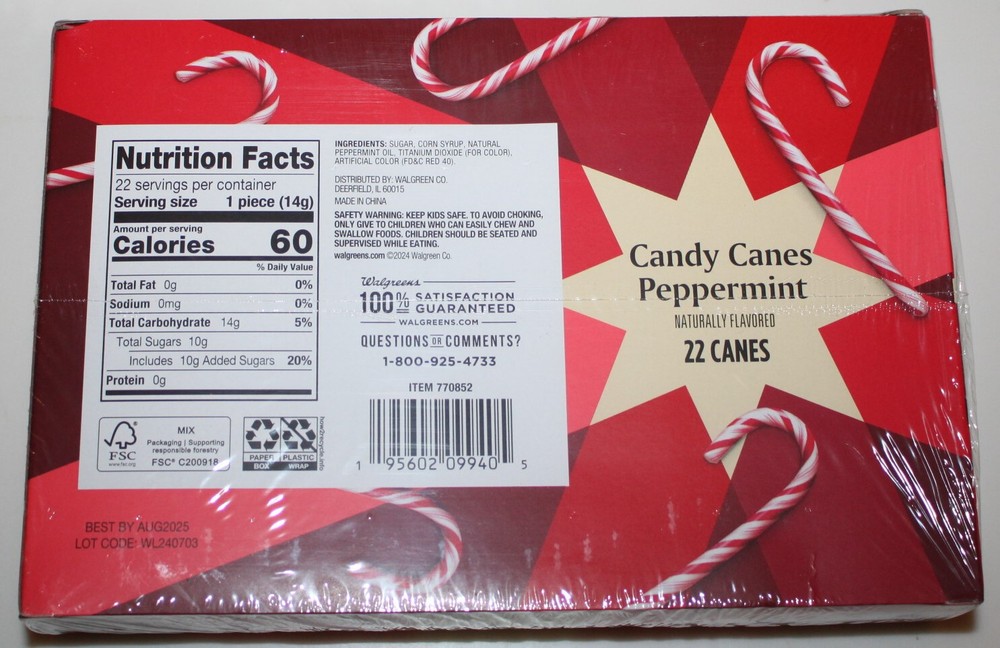 Nutrition Facts
22 servings per container
Serving size 1 piece (14g)
Amount per serving
Calories 60
% Daily Value
Total Fat 0g 0%
Sodium 0mg 0%
Total Carbohydrate 14g 5%
Total Sugars 10g
Includes 10g Added Sugars 20%
Protein 0g
FSC
www.fsc.org
MIX
Packaging | Supporting
responsible forestry
FSC® C200918
PAPER
BOX
PLASTIC
WRAP
how2recycle.info
INGREDIENTS: SUGAR, CORN SYRUP, NATURAL
PEPPERMINT OIL, TITANIUM DIOXIDE (FOR COLOR),
ARTIFICIAL COLOR (FD&C RED 40).
DISTRIBUTED BY: WALGREEN CO.
DEERFIELD, IL 60015
MADE IN CHINA
SAFETY WARNING: KEEP KIDS SAFE. TO AVOID CHOKING,
ONLY GIVE TO CHILDREN WHO CAN EASILY CHEW AND
SWALLOW FOODS. CHILDREN SHOULD BE SEATED AND
SUPERVISED WHILE EATING.
walgreens.com ©2024 Walgreen Co.
Walgreens
100% SATISFACTION
GUARANTEED
WALGREENS.COM
QUESTIONS OR COMMENTS?
1-800-925-4733
ITEM 770852
1 95602 09940 5
Candy Canes
Peppermint
NATURALLY FLAVORED
22 CANES
BEST BY AUG2025
LOT CODE: WL240703